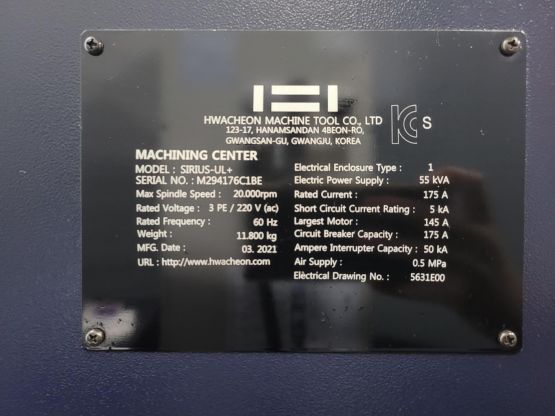 HWACHEON MACHINE TOOL CO., LTD
123-17, HANAMSANDAN 4BEON-RO,
GWANGSAN-GU, GWANGJU, KOREA
KC S
MACHINING CENTER
MODEL : SIRIUS-UL+
SERIAL NO. : M294176C1BE
Max Spindle Speed : 20.000rpm
Rated Voltage : 3 PE / 220 V (ac)
Rated Frequency : 60 Hz
Weight : 11.800 kg
MFG. Date : 03. 2021
URL : http://www.hwacheon.com
Electrical Enclosure Type : 1
Electric Power Supply : 55 kVA
Rated Current : 175 A
Short Circuit Current Rating : 5 kA
Largest Motor : 145 A
Circuit Breaker Capacity : 175 A
Ampere Interrupter Capacity : 50 kA
Air Supply : 0.5 MPa
Electrical Drawing No. : 5631E00